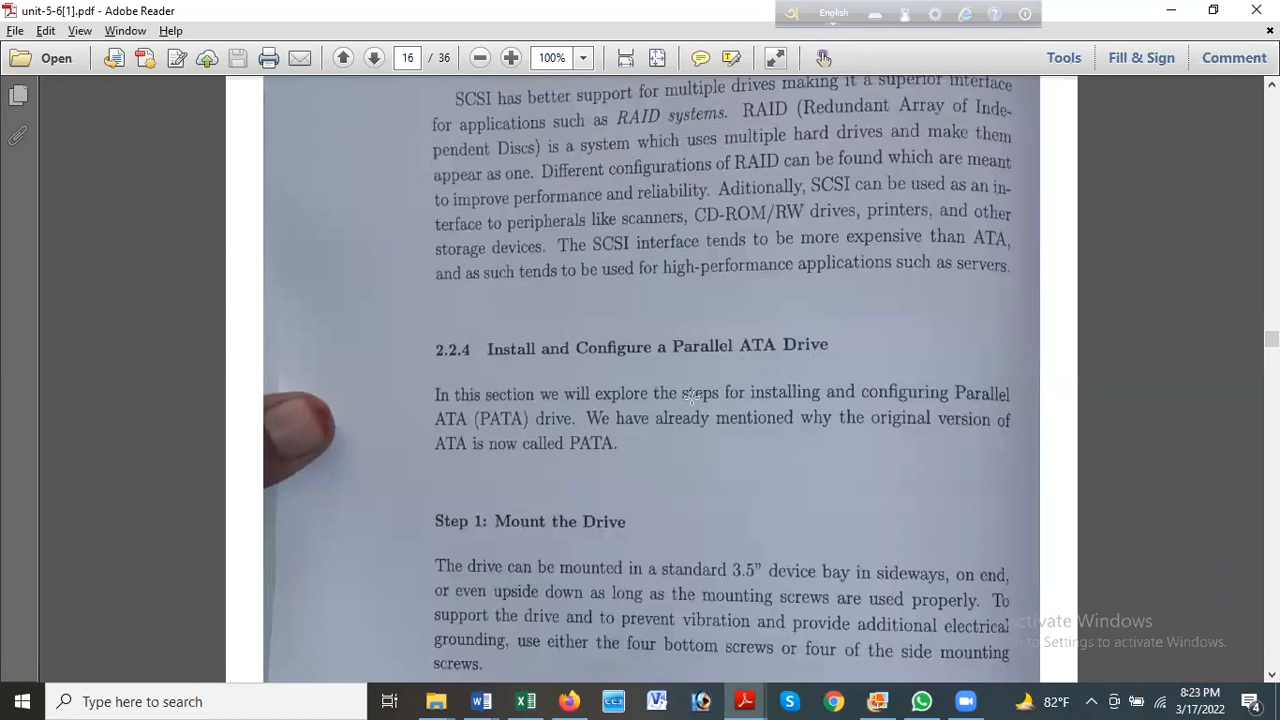 unit-5-6[1].pdf - Adobe Reader
English
File Edit View Window Help
Open 16 / 36 100% Tools Fill & Sign Comment
SCSI has better support for multiple drives making it a superior interface
for applications such as RAID systems. RAID (Redundant Array of Inde-
pendent Discs) is a system which uses multiple hard drives and make them
appear as one. Different configurations of RAID can be found which are meant
to improve performance and reliability. Aditionally, SCSI can be used as an in-
terface to peripherals like scanners, CD-ROM/RW drives, printers, and other
storage devices. The SCSI interface tends to be more expensive than ATA,
and as such tends to be used for high-performance applications such as servers.
2.2.4 Install and Configure a Parallel ATA Drive
In this section we will explore the steps for installing and configuring Parallel
ATA (PATA) drive. We have already mentioned why the original version of
ATA is now called PATA.
Step 1: Mount the Drive
The drive can be mounted in a standard 3.5” device bay in sideways, on end,
or even upside down as long as the mounting screws are used properly. To
support the drive and to prevent vibration and provide additional electrical
grounding, use either the four bottom screws or four of the side mounting
screws.
ctivate Windows
to Settings to activate Windows.
Type here to search
82°F
8:23 PM
3/17/2022
4